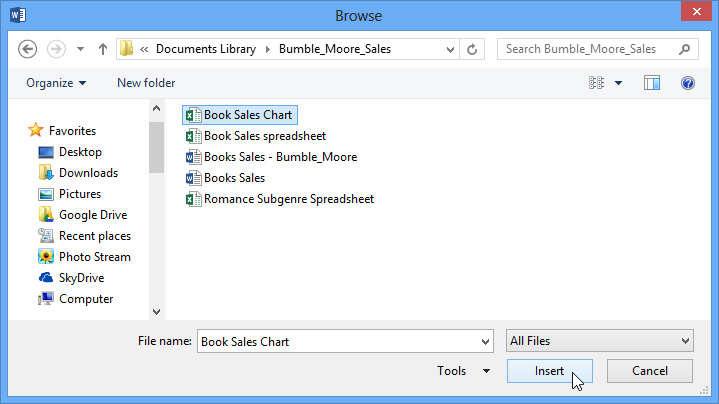 Browse
Documents Library Bumble_Moore_Sales Search Bumble_Moore_Sales
Organize New folder
Favorites
Desktop
Downloads
Pictures
Google Drive
Recent places
Photo Stream
SkyDrive
Computer
Book Sales Chart
Book Sales spreadsheet
Books Sales - Bumble_Moore
Books Sales
Romance Subgenre Spreadsheet
File name: Book Sales Chart All Files
Tools Insert Cancel